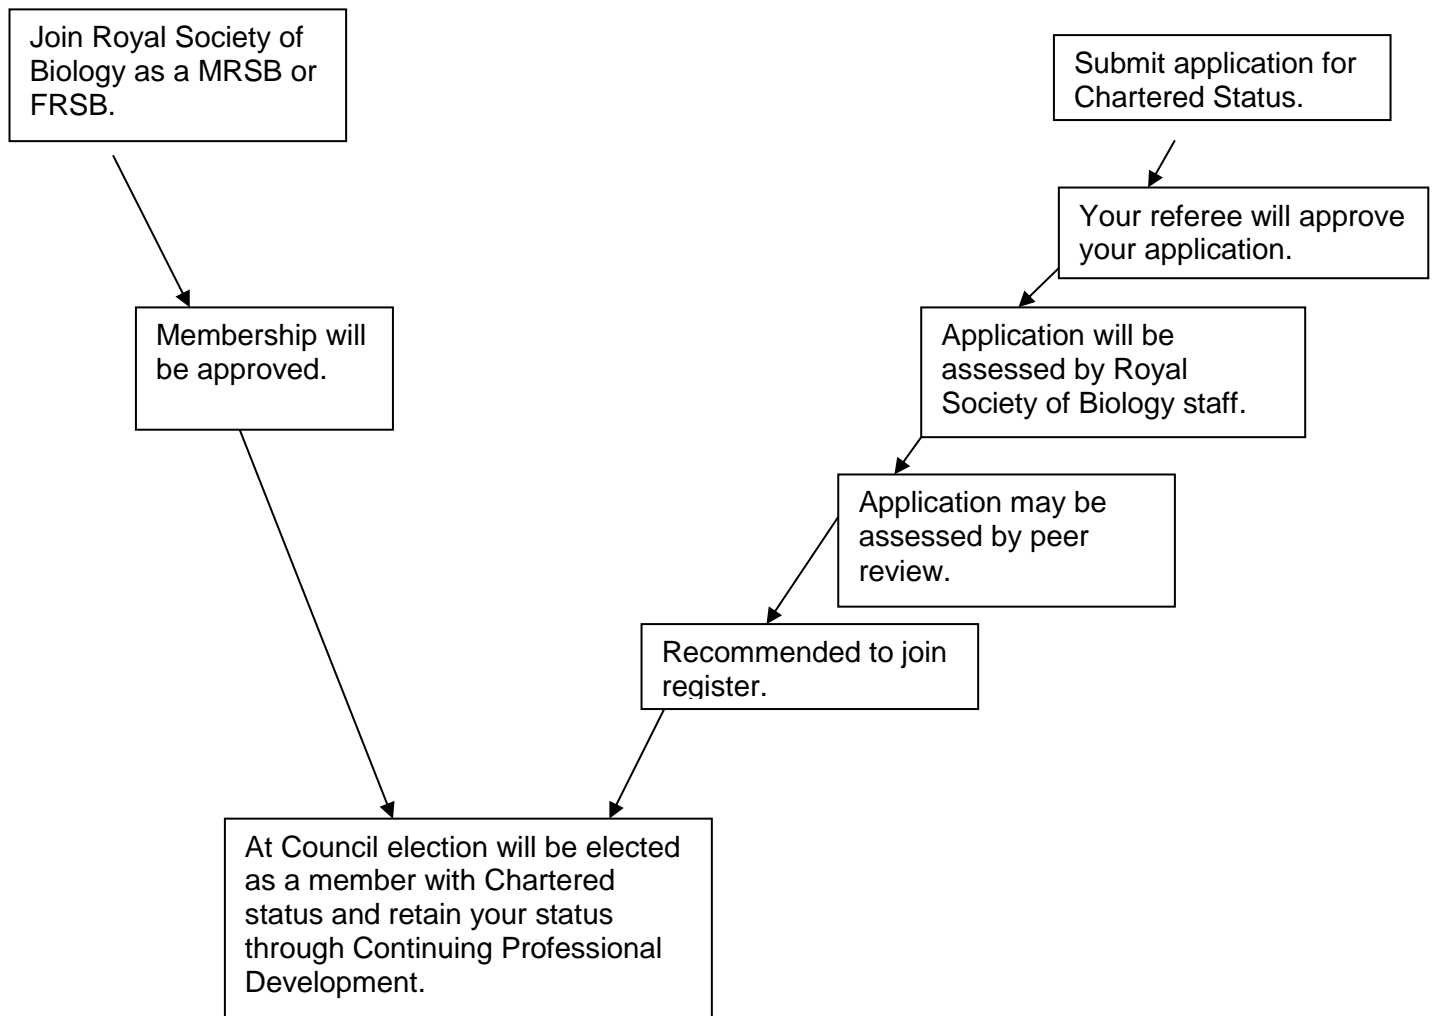 Join Royal Society of
Biology as a MRSB or
FRSB.
Submit application for
Chartered Status.
Your referee will approve
your application.
Membership will
be approved.
Application will be
assessed by Royal
Society of Biology staff.
Application may be
assessed by peer
review.
Recommended to join
register.
At Council election will be elected
as a member with Chartered
status and retain your status
through Continuing Professional
Development.